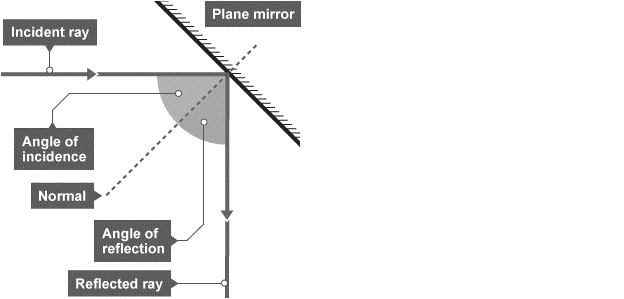 Plane mirror
Incident ray
Angle of
incidence
Normal
Angle of
reflection
Reflected ray